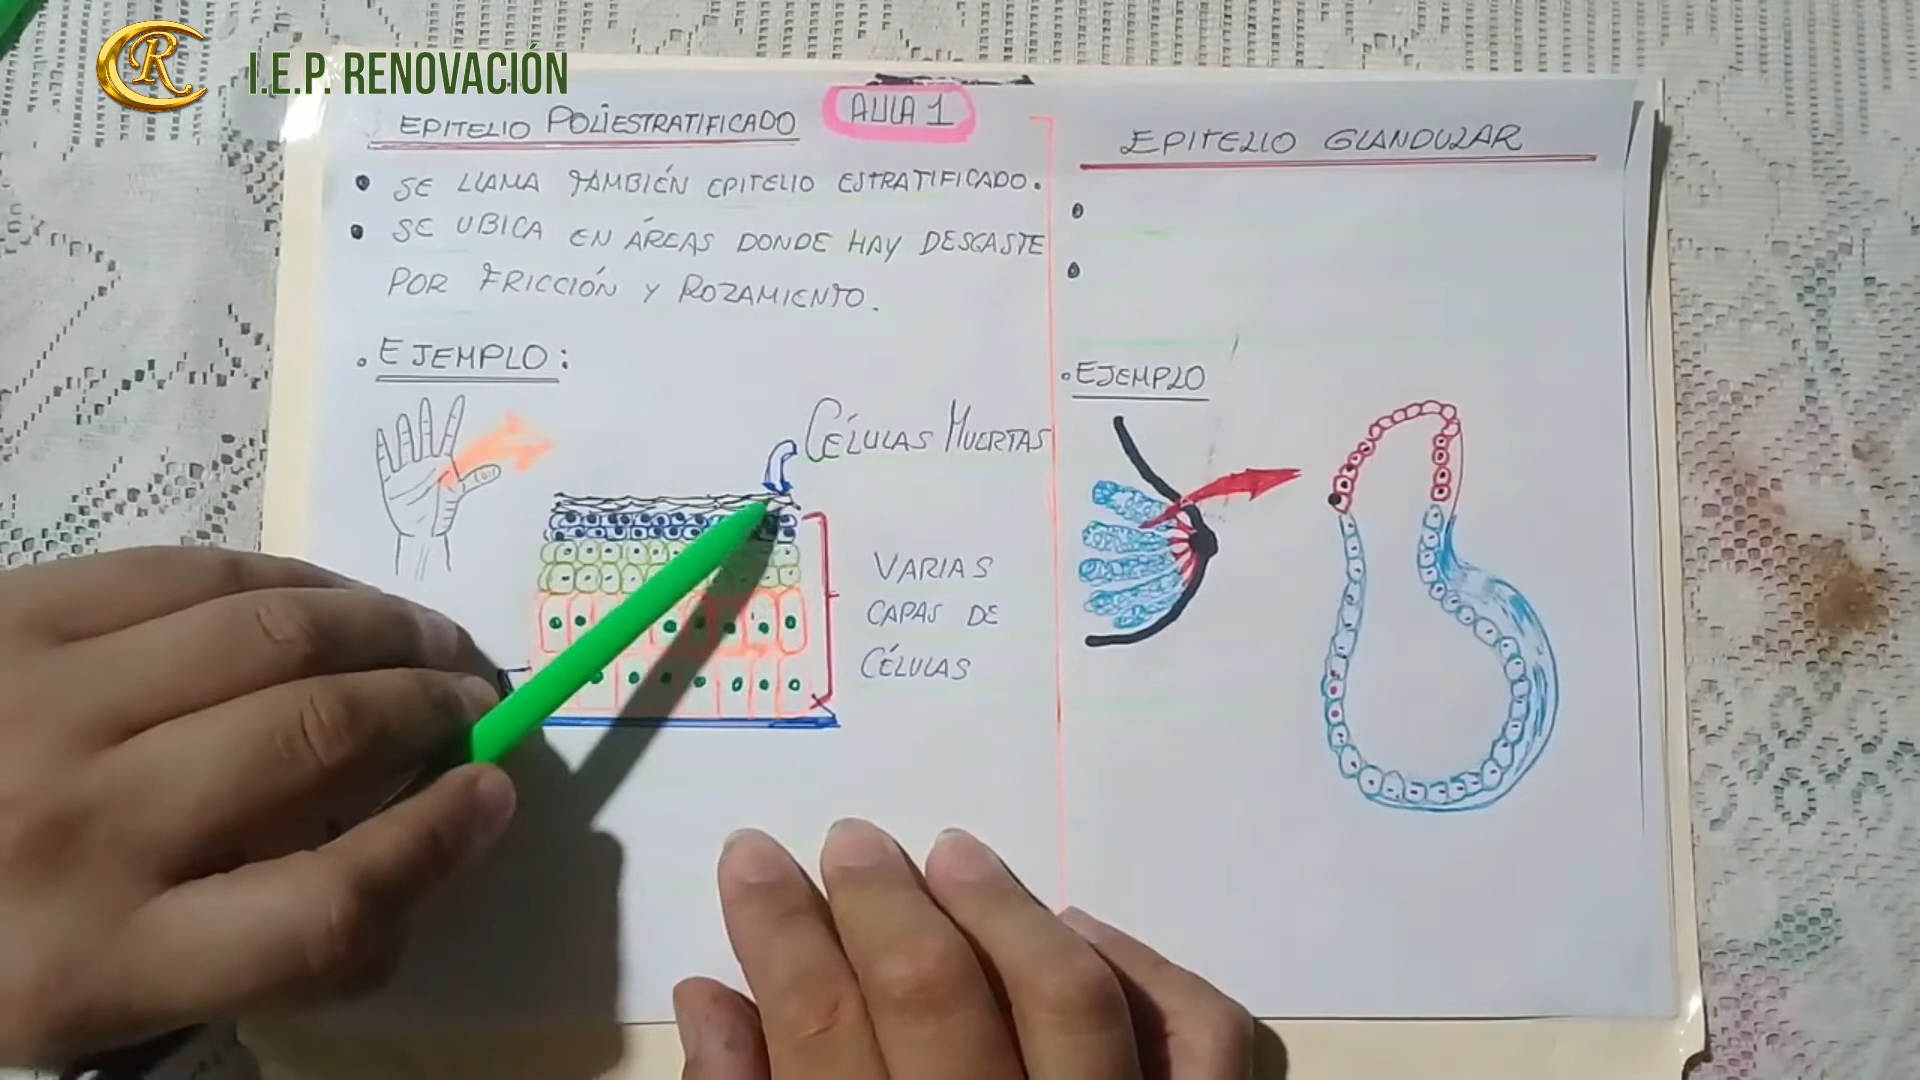 I.E.P. RENOVACIÓN
EPITELIO POLIESTRATIFICADO
AULA 1
• SE LLAMA TAMBIÉN EPITELIO ESTRATIFICADO.
• SE UBICA EN ÁREAS DONDE HAY DESGASTE
POR FRICCIÓN Y ROZAMIENTO.
• EJEMPLO:
CÉLULAS MUERTAS
VARIAS
CAPAS DE
CÉLULAS
EPITELIO GLANDULAR
• EJEMPLO